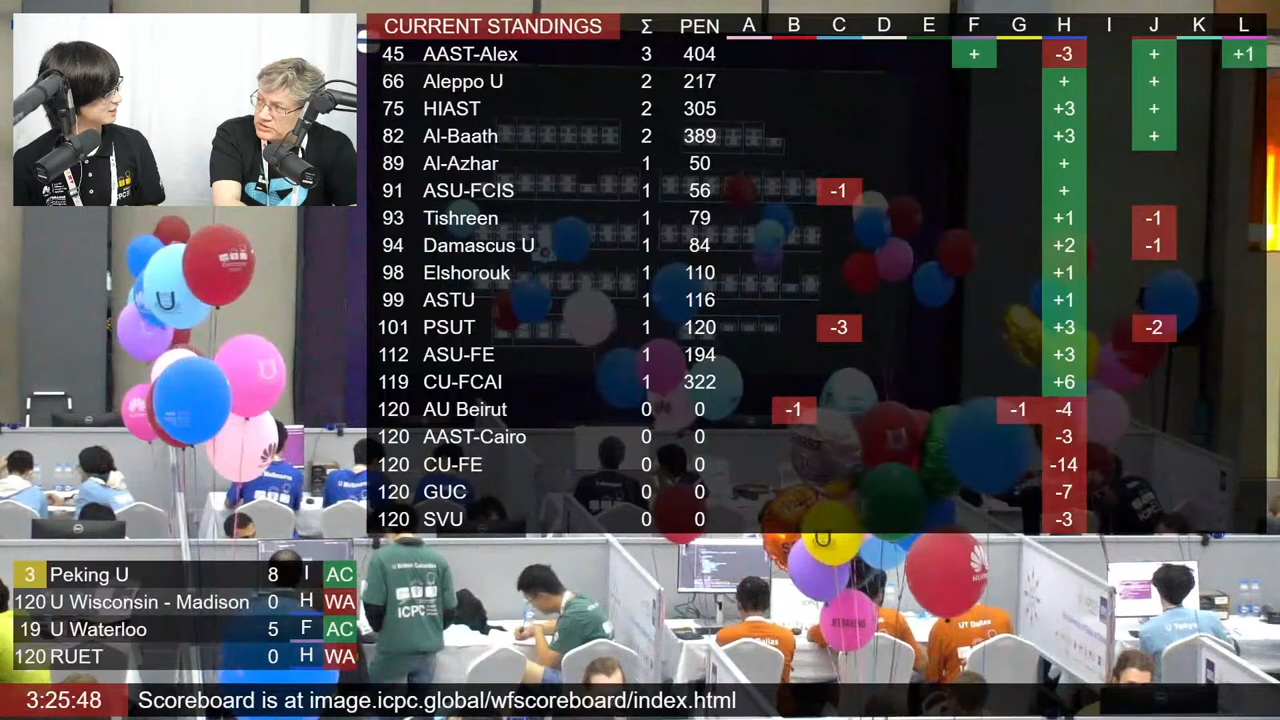 CURRENT STANDINGS Σ PEN A B C D E F G H I J K L
45 AAST-Alex 3 404 + -3 + +1
66 Aleppo U 2 217 + +
75 HIAST 2 305 +3 +
82 Al-Baath 2 389 +3 +
89 Al-Azhar 1 50 +
91 ASU-FCIS 1 56 -1 +
93 Tishreen 1 79 +1 -1
94 Damascus U 1 84 +2 -1
98 Elshorouk 1 110 +1
99 ASTU 1 116 +1
101 PSUT 1 120 -3 +3 -2
112 ASU-FE 1 194 +3
119 CU-FCAI 1 322 +6
120 AU Beirut 0 0 -1 -1 -4
120 AAST-Cairo 0 0 -3
120 CU-FE 0 0 -14
120 GUC 0 0 -7
120 SVU 0 0 -3
3 Peking U 8 I AC
120 U Wisconsin - Madison 0 H WA
19 U Waterloo 5 F AC
120 RUET 0 H WA
3:25:48 Scoreboard is at image.icpc.global/wfscoreboard/index.html
ICPC
UT Dallas